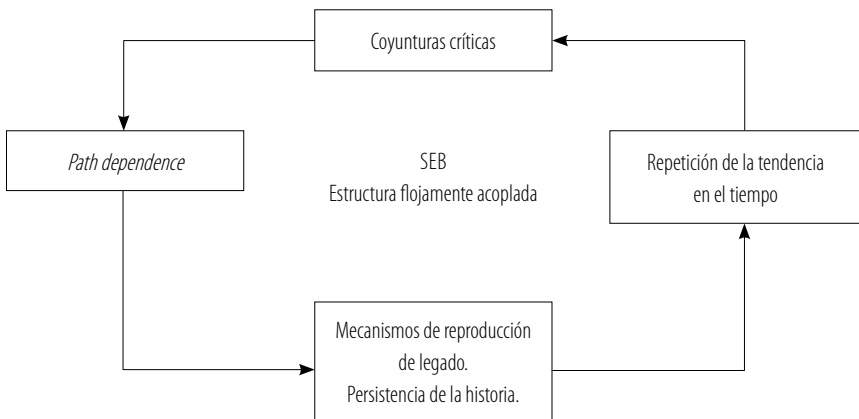 Coyunturas críticas
Path dependence
SEB
Estructura flojamente acoplada
Repetición de la tendencia
en el tiempo
Mecanismos de reproducción
de legado.
Persistencia de la historia.